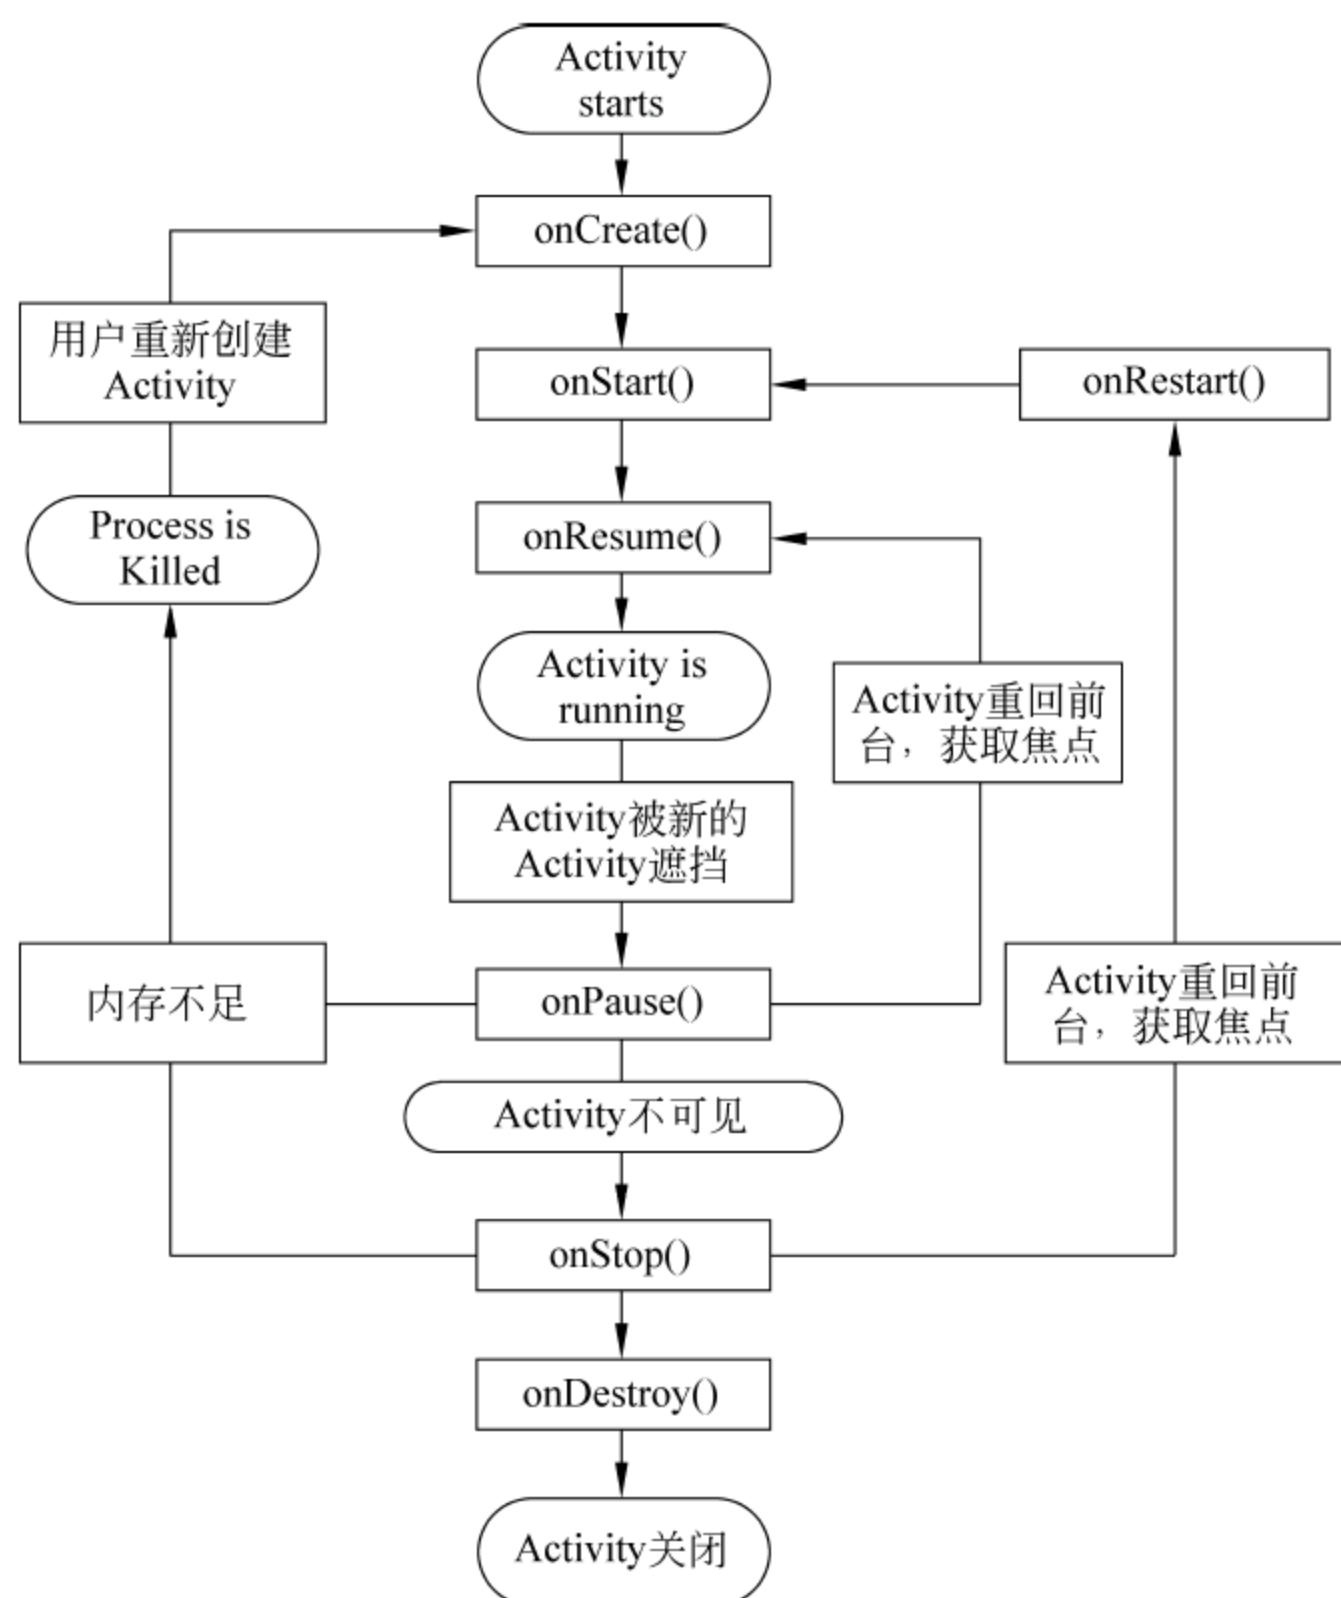 Activity
starts
onCreate()
用户重新创建
Activity
onStart()
onRestart()
Process is
Killed
onResume()
Activity is
running
Activity重回前
台，获取焦点
Activity被新的
Activity遮挡
内存不足
onPause()
Activity重回前
台，获取焦点
Activity不可见
onStop()
onDestroy()
Activity关闭